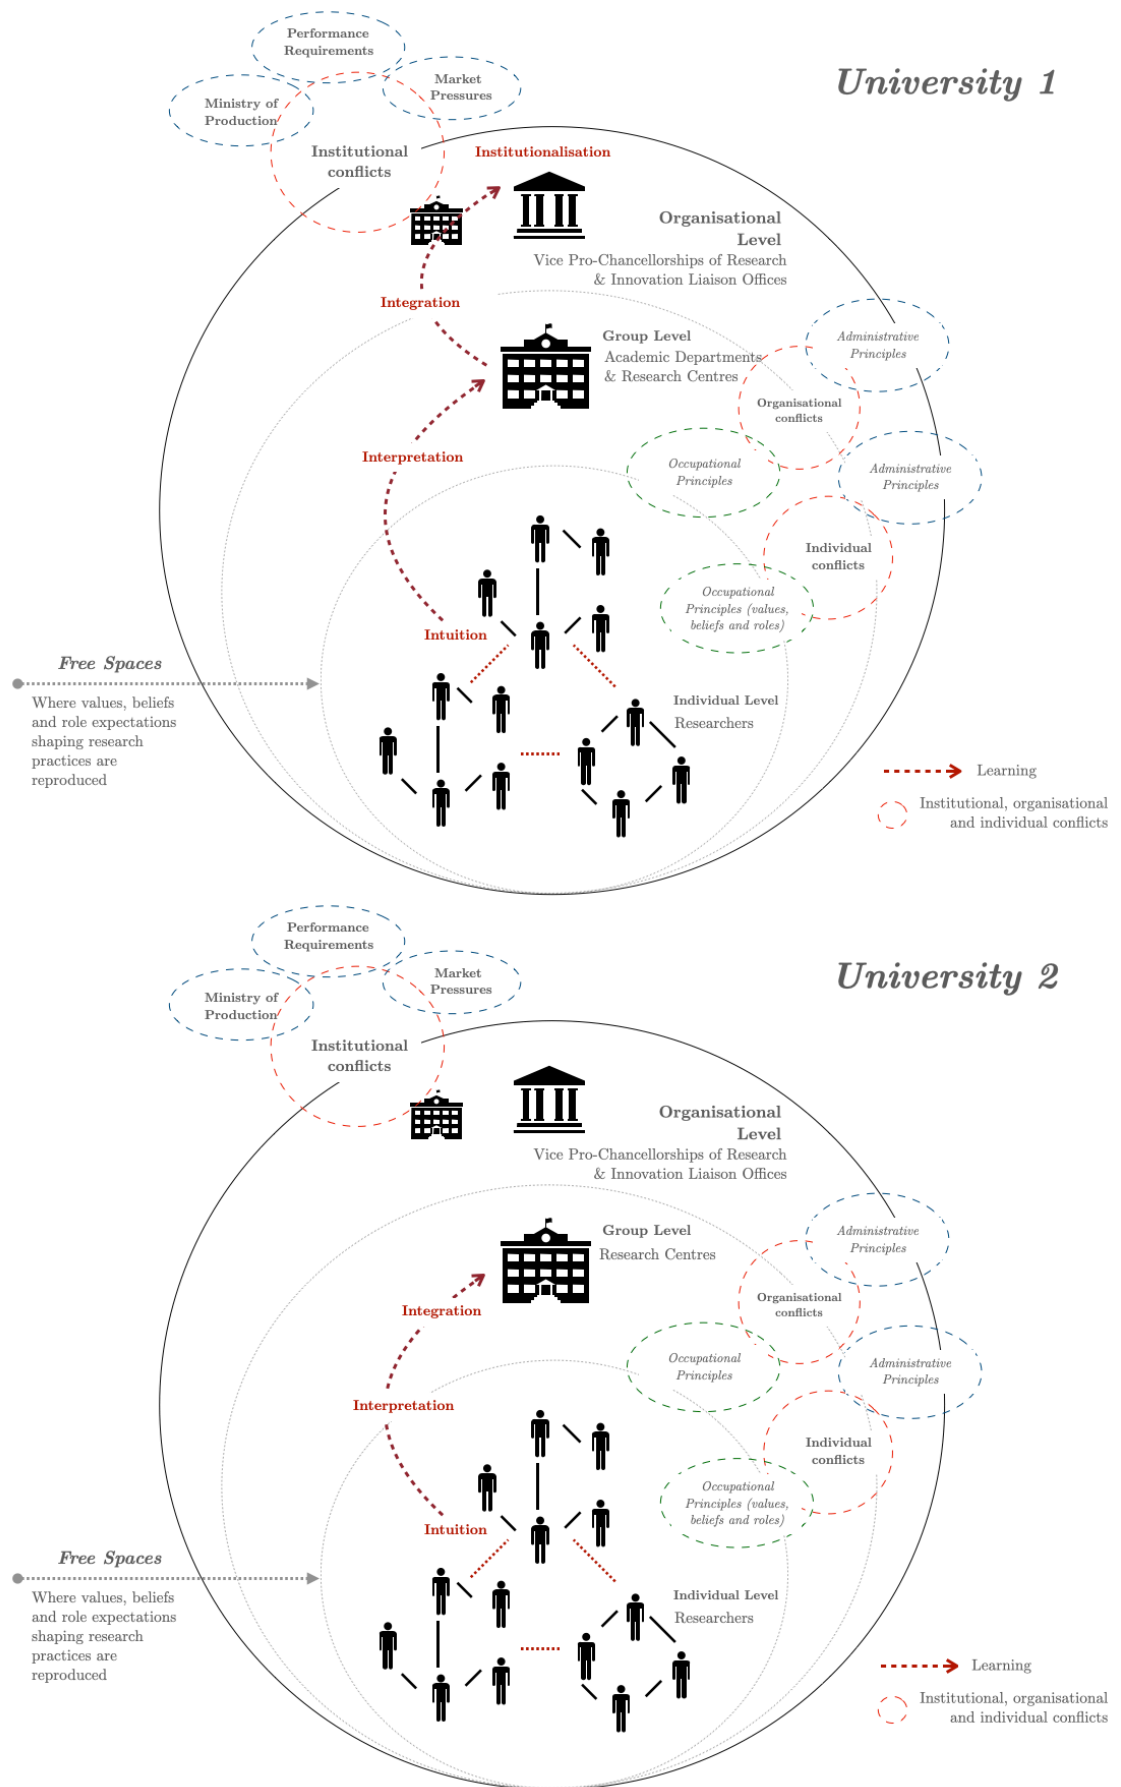 University 1
Performance
Requirements
Market
Pressures
Ministry of
Production
Institutional
conflicts
Institutionalisation
Organisational
Level
Vice Pro-Chancellorships of Research
& Innovation Liaison Offices
Integration
Group Level
Academic Departments
& Research Centres
Administrative
Principles
Organisational
conflicts
Interpretation
Occupational
Principles
Administrative
Principles
Individual
conflicts
Occupational
Principles (values,
beliefs and roles)
Intuition
Free Spaces
Where values, beliefs
and role expectations
shaping research
practices are
reproduced
Individual Level
Researchers
Learning
Institutional, organisational
and individual conflicts
University 2
Performance
Requirements
Market
Pressures
Ministry of
Production
Institutional
conflicts
Organisational
Level
Vice Pro-Chancellorships of Research
& Innovation Liaison Offices
Group Level
Research Centres
Administrative
Principles
Organisational
conflicts
Integration
Occupational
Principles
Administrative
Principles
Interpretation
Individual
conflicts
Occupational
Principles (values,
beliefs and roles)
Intuition
Free Spaces
Where values, beliefs
and role expectations
shaping research
practices are
reproduced
Individual Level
Researchers
Learning
Institutional, organisational
and individual conflicts